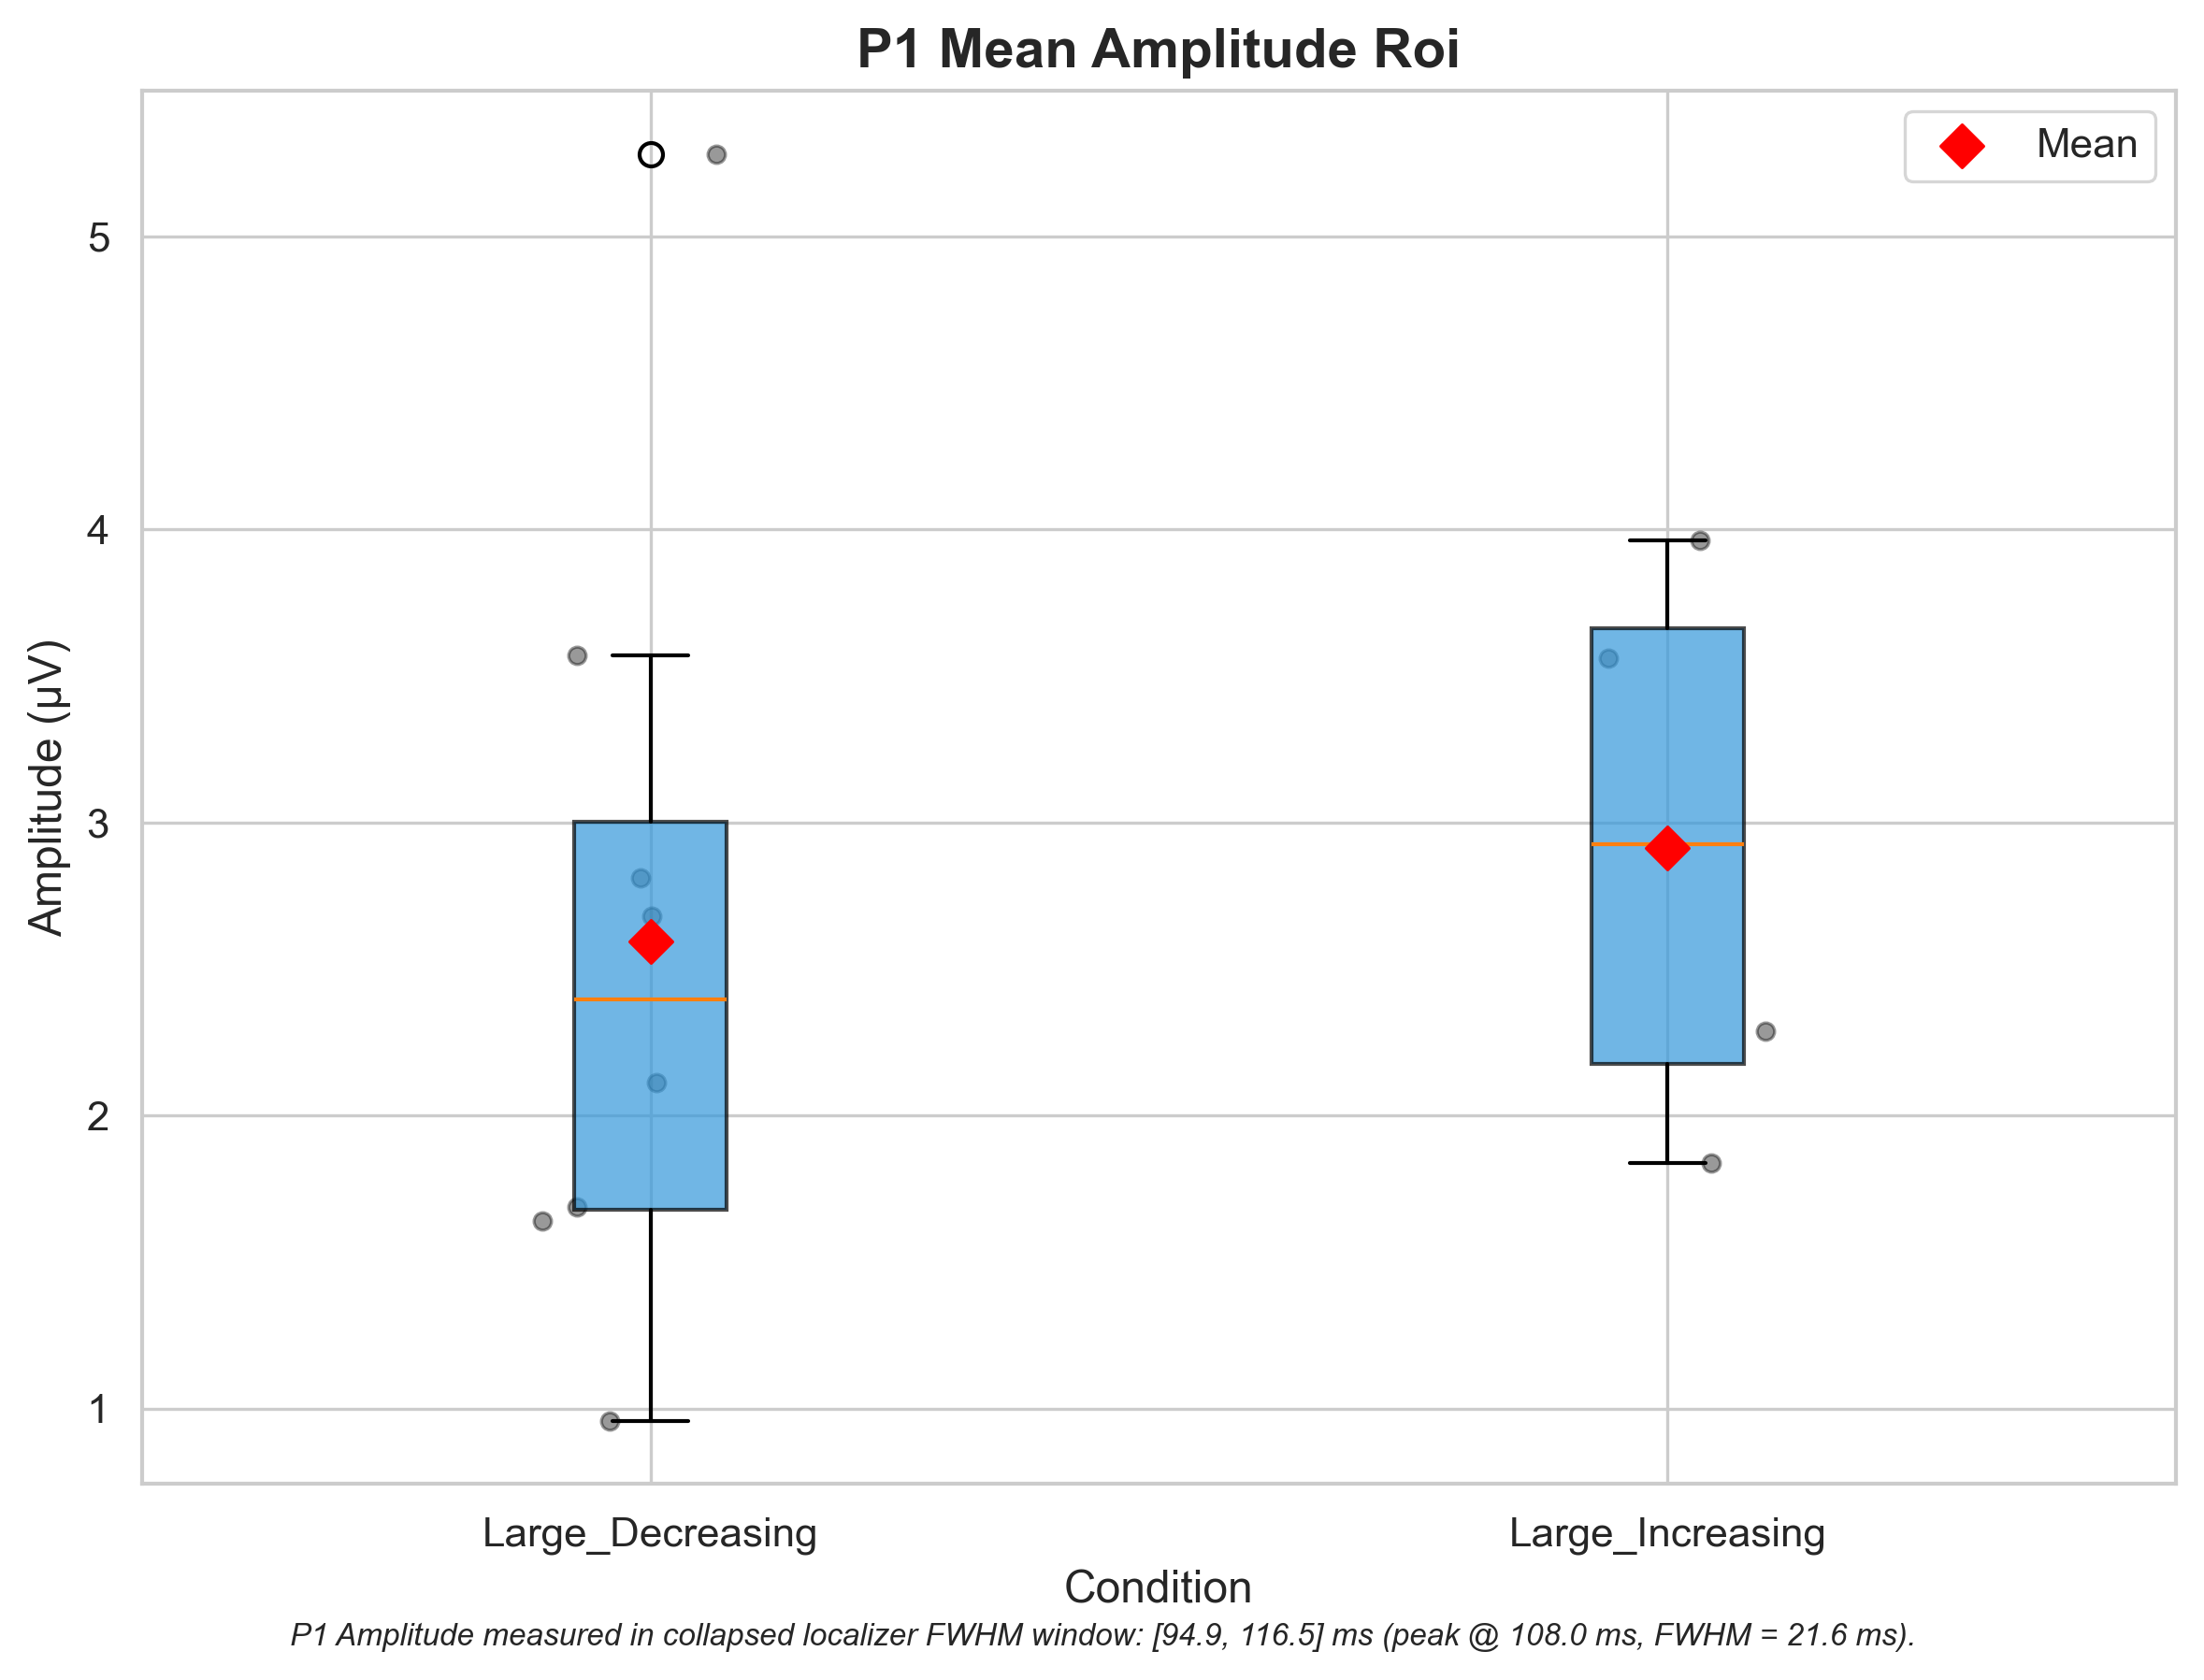 P1 Mean Amplitude Roi
Mean
Amplitude (µV)
5
4
3
2
1
Large_Decreasing
Large_Increasing
Condition
P1 Amplitude measured in collapsed localizer FWHM window: [94.9, 116.5] ms (peak @ 108.0 ms, FWHM = 21.6 ms).